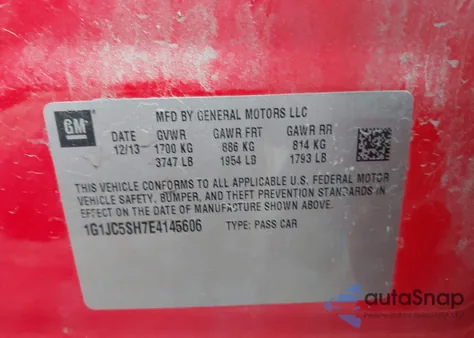 GM
MFD BY GENERAL MOTORS LLC
DATE GVWR GAWR FRT GAWR RR
12/13 1700 KG 886 KG 814 KG
3747 LB 1954 LB 1793 LB
THIS VEHICLE CONFORMS TO ALL APPLICABLE U.S. FEDERAL MOTOR
VEHICLE SAFETY, BUMPER, AND THEFT PREVENTION STANDARDS IN
EFFECT ON THE DATE OF MANUFACTURE SHOWN ABOVE.
1G1JC5SH7E4145606 TYPE: PASS CAR
autoSnap